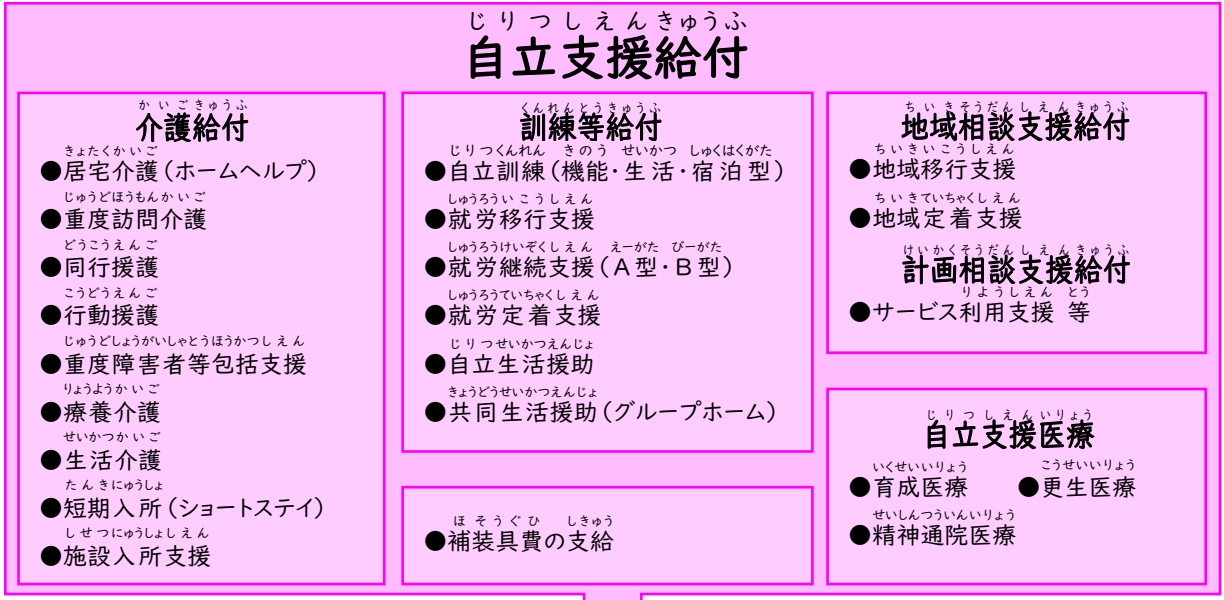 じりつしえんきゅうふ
自立支援給付
かいごきゅうふ
介護給付
きょたくかいご
●居宅介護(ホームヘルプ)
じゅうどほうもんかいご
●重度訪問介護
どうこうえんご
●同行援護
こうどうえんご
●行動援護
じゅうどしょうがいしゃとうほうかつしえん
●重度障害者等包括支援
りょうようかいご
●療養介護
せいかつかいご
●生活介護
たんきにゅうしょ
●短期入所(ショートステイ)
しせつにゅうしょしえん
●施設入所支援
くんれんとうきゅうふ
訓練等給付
じりつくんれん きのう せいかつ しゅくはくがた
●自立訓練(機能・生活・宿泊型)
しゅうろういこうしえん
●就労移行支援
しゅうろうけいぞくしえん えーがた びーがた
●就労継続支援(A型・B型)
しゅうろうていちゃくしえん
●就労定着支援
じりつせいかつえんじょ
●自立生活援助
きょうどうせいかつえんじょ
●共同生活援助(グループホーム)
ほそうぐひ しきゅう
●補装具費の支給
ちいきそうだんしえんきゅうふ
地域相談支援給付
ちいきいこうしえん
●地域移行支援
ちいきていちゃくしえん
●地域定着支援
けいかくそうだんしえんきゅうふ
計画相談支援給付
りようしえん とう
●サービス利用支援 等
じりつしえんいりょう
自立支援医療
いくせいいりょう こうせいいりょう
●育成医療 ●更生医療
せいしんつういんいりょう
●精神通院医療